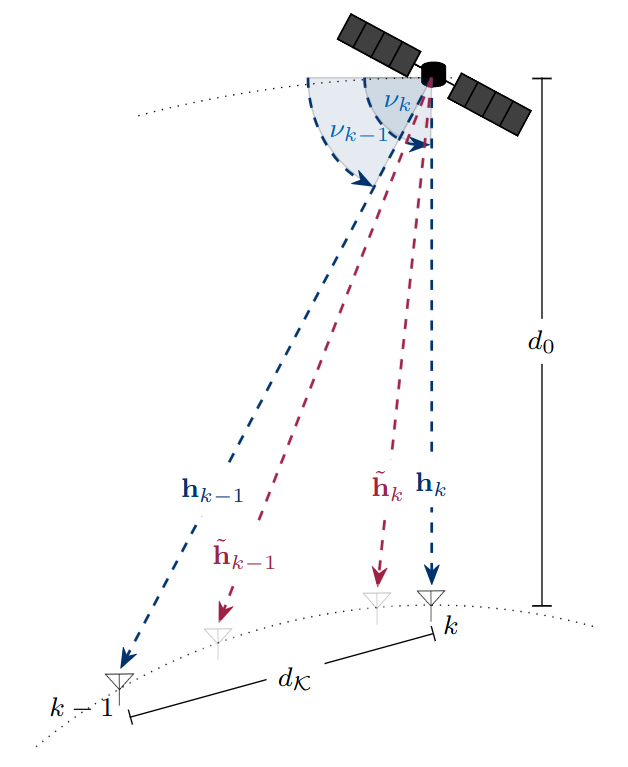 ν_k
ν_{k−1}
d_0
h_{k−1}
h̃_k
h_k
h̃_{k−1}
k
d_𝒦
k − 1